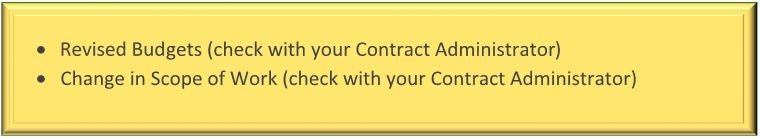 • Revised Budgets (check with your Contract Administrator)
• Change in Scope of Work (check with your Contract Administrator)